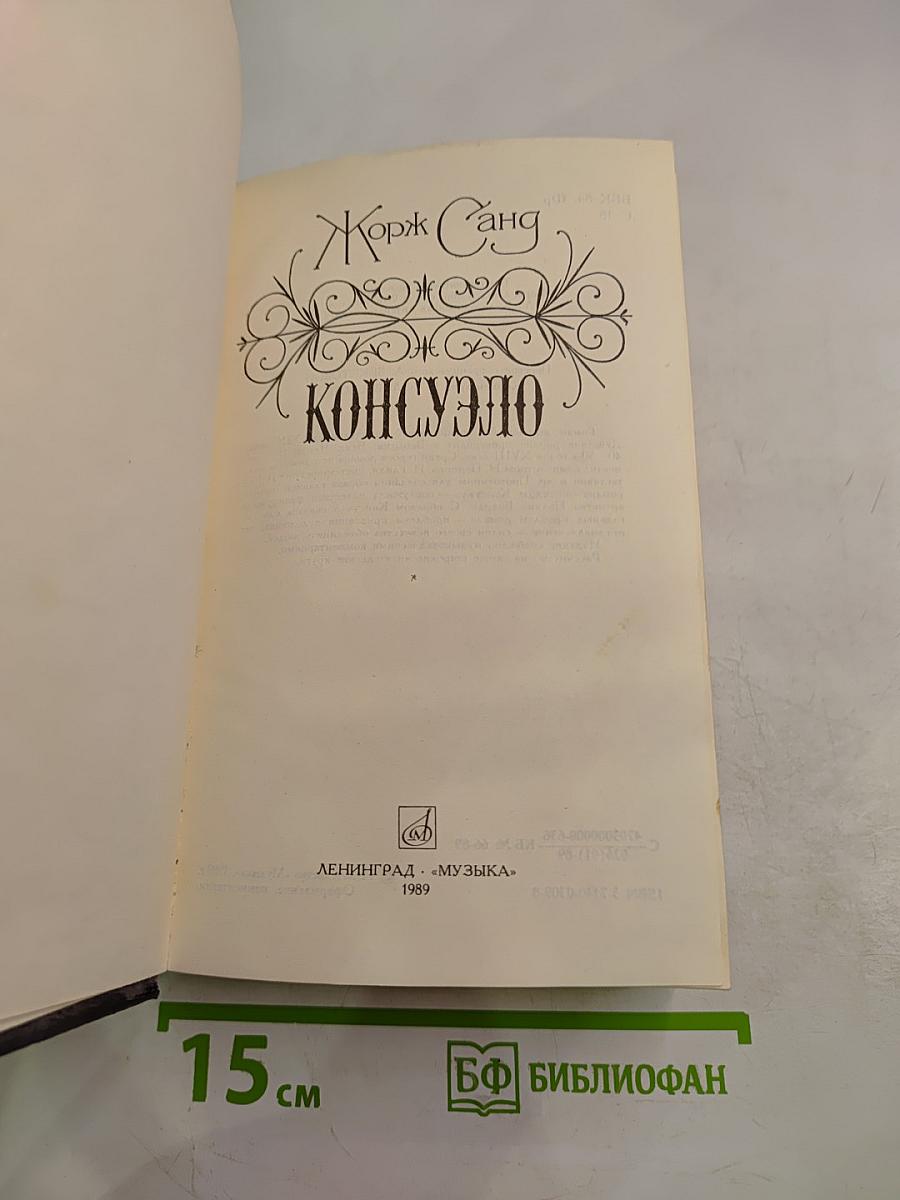 Жорж Санд
КОНСУЭЛО
ЛЕНИНГРАД · «МУЗЫКА»
1989
15 см
БФ БИБЛИОФАН